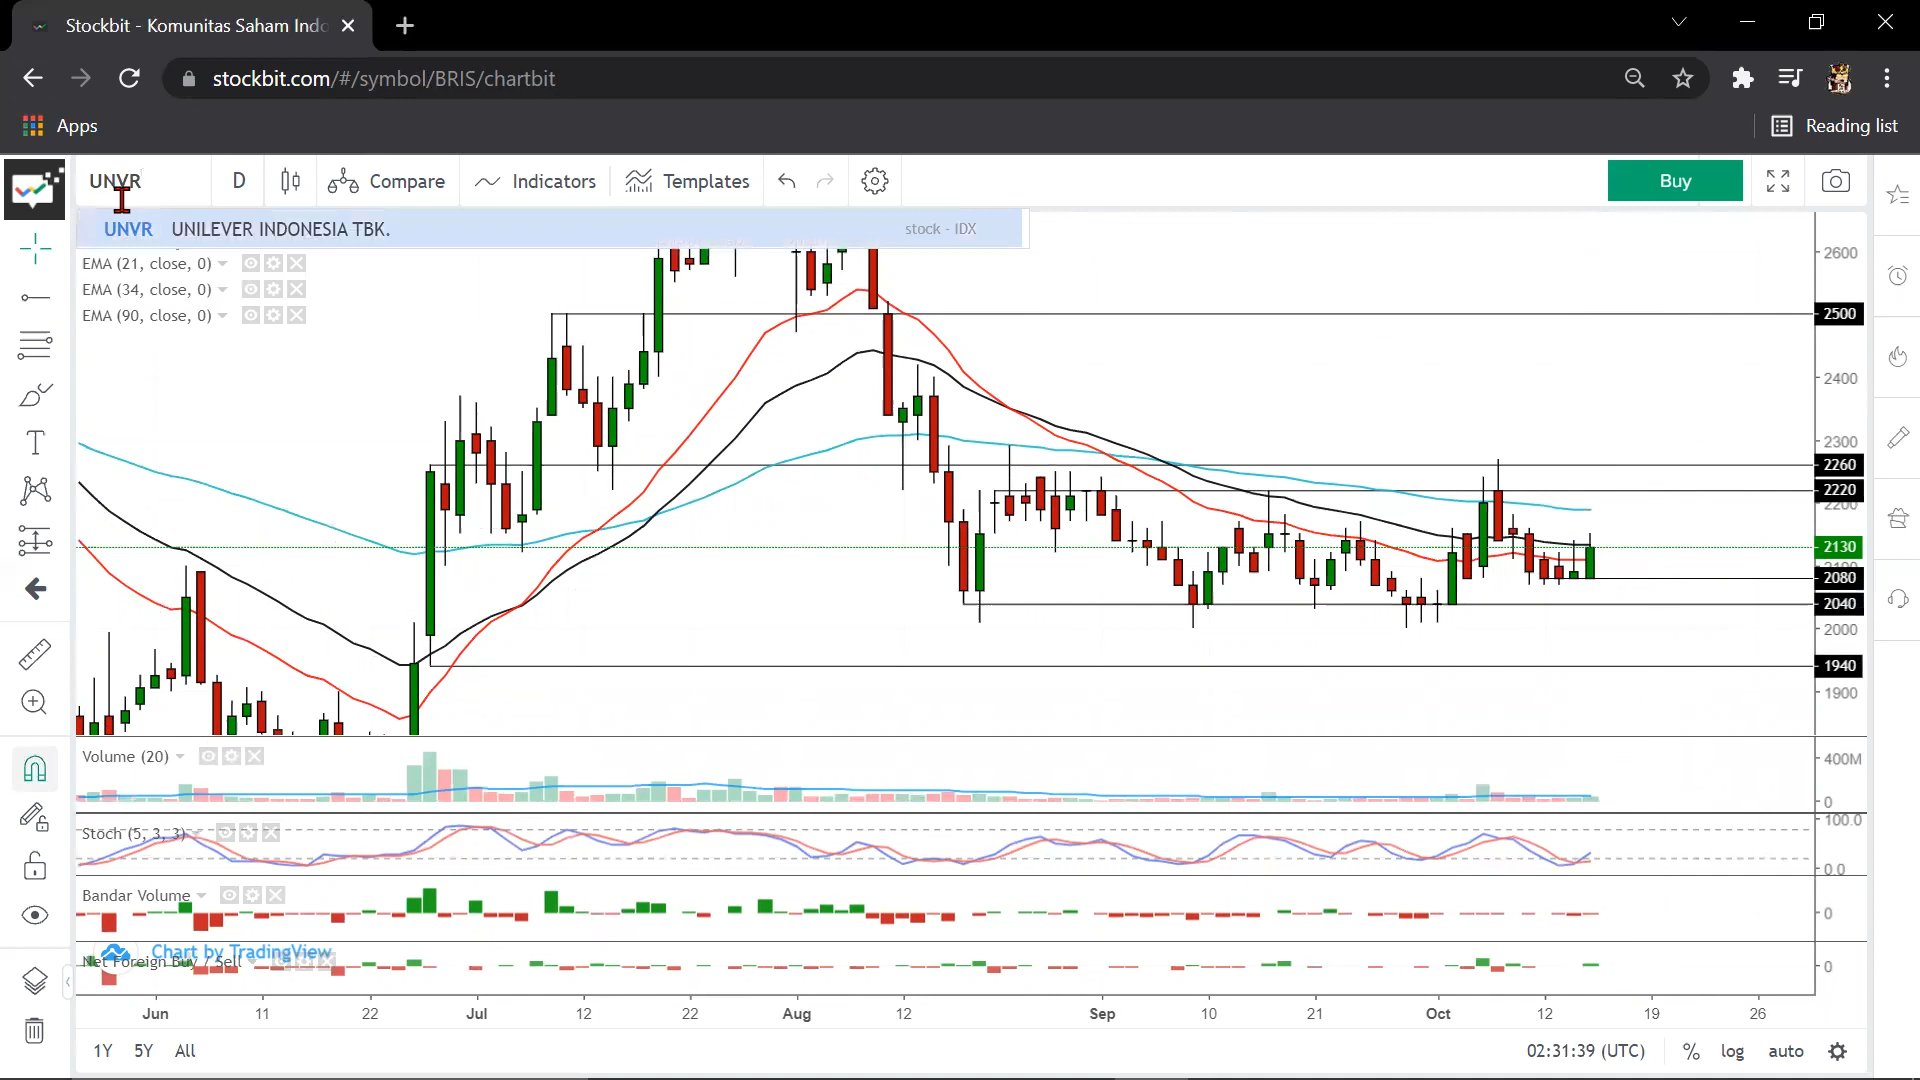 Stockbit - Komunitas Saham Indo
stockbit.com/#/symbol/BRIS/chartbit
Apps
Reading list
UNVR
D
Compare
Indicators
Templates
Buy
UNVR UNILEVER INDONESIA TBK. stock - IDX
EMA (21, close, 0)
EMA (34, close, 0)
EMA (90, close, 0)
2600
2500
2400
2300
2260
2220
2200
2130
2100
2080
2040
2000
1940
1900
Volume (20)
400M
0
Stoch (5, 3, 3)
100.0
0.0
Bandar Volume
0
Chart by TradingView
Net Foreign Buy / Sell
0
Jun 11 22 Jul 12 22 Aug 12 Sep 10 21 Oct 12 19 26
1Y 5Y All
02:31:39 (UTC) % log auto